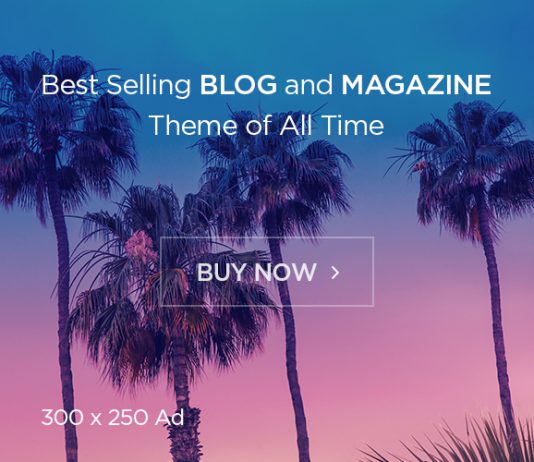 Best Selling BLOG and MAGAZINE
Theme of All Time
BUY NOW >
300 x 250 Ad